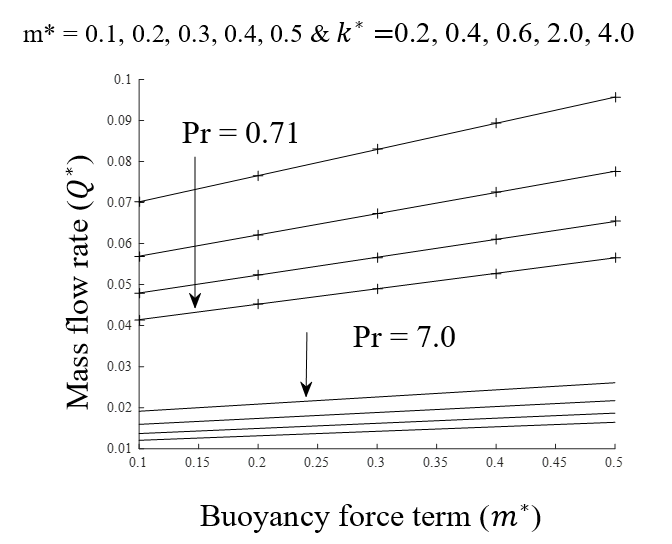 m* = 0.1, 0.2, 0.3, 0.4, 0.5 & k* =0.2, 0.4, 0.6, 2.0, 4.0
0.1
0.09
Pr = 0.71
0.08
0.07
0.06
0.05
0.04
Pr = 7.0
0.03
0.02
0.01
Mass flow rate (Q*)
0.1 0.15 0.2 0.25 0.3 0.35 0.4 0.45 0.5
Buoyancy force term (m*)